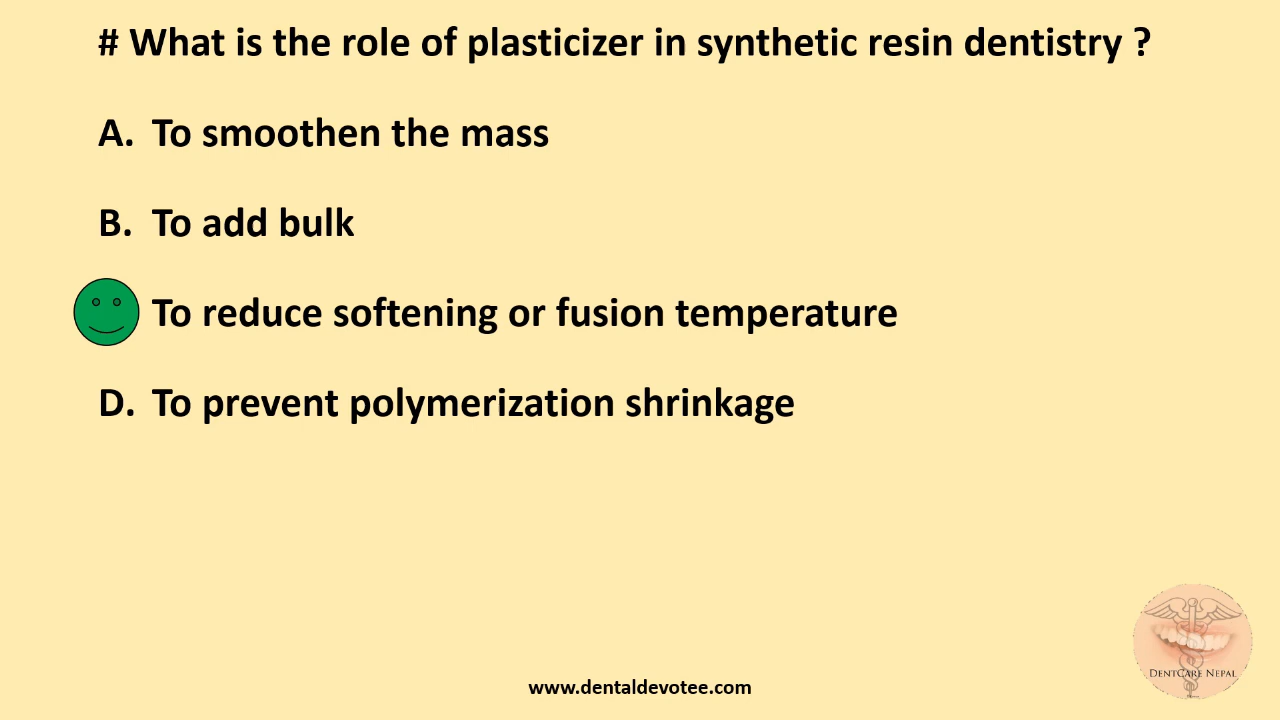 # What is the role of plasticizer in synthetic resin dentistry ?
A. To smoothen the mass
B. To add bulk
To reduce softening or fusion temperature
D. To prevent polymerization shrinkage
DENTCARE NEPAL
www.dentaldevotee.com